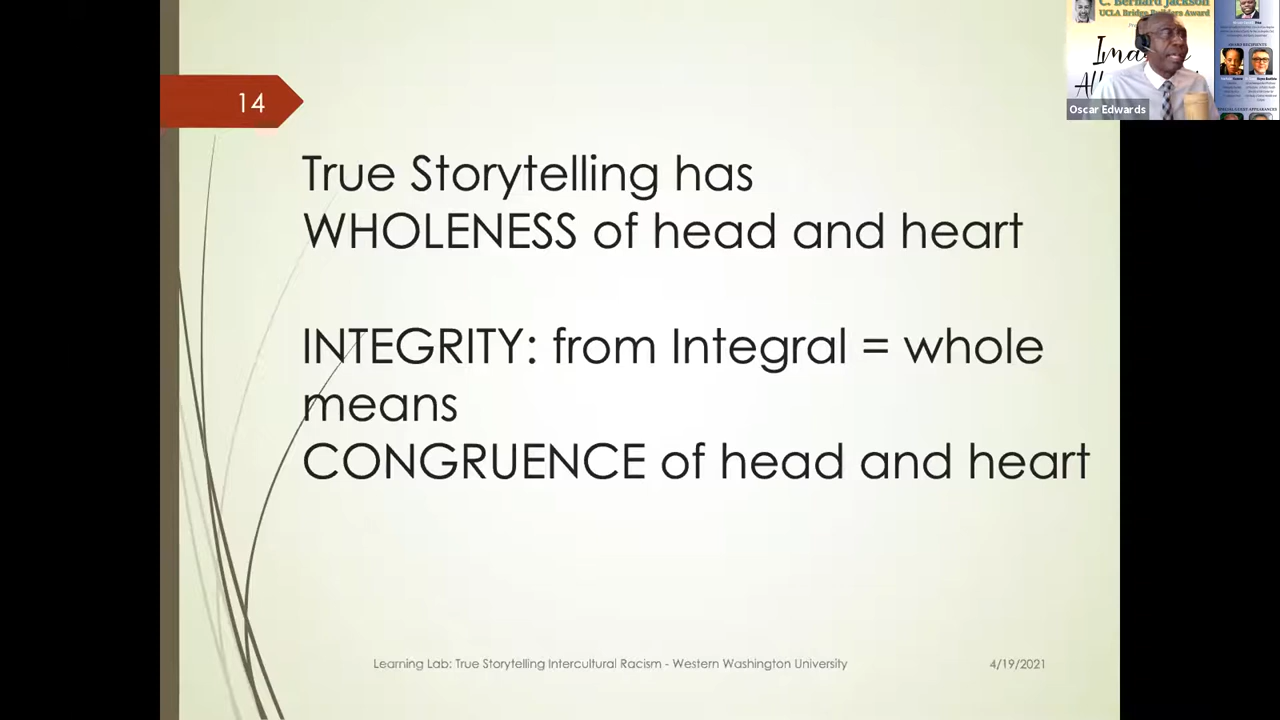 14
True Storytelling has
WHOLENESS of head and heart
INTEGRITY: from Integral = whole
means
CONGRUENCE of head and heart
Learning Lab: True Storytelling Intercultural Racism - Western Washington University
4/19/2021
C. Bernard Jackson
UCLA Bridge Builders Award
Oscar Edwards